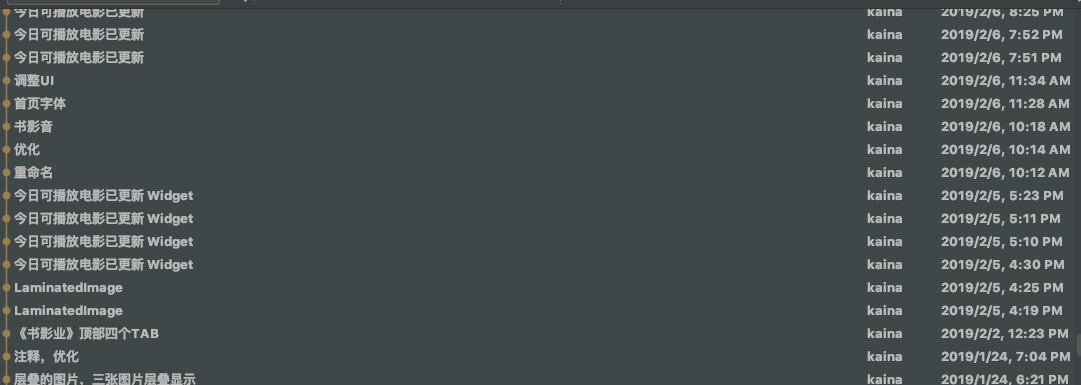 今日可播放电影已更新 kaina 2019/2/6, 8:25 PM
今日可播放电影已更新 kaina 2019/2/6, 7:52 PM
今日可播放电影已更新 kaina 2019/2/6, 7:51 PM
调整UI kaina 2019/2/6, 11:34 AM
首页字体 kaina 2019/2/6, 11:28 AM
书影音 kaina 2019/2/6, 10:18 AM
优化 kaina 2019/2/6, 10:14 AM
重命名 kaina 2019/2/6, 10:12 AM
今日可播放电影已更新 Widget kaina 2019/2/5, 5:23 PM
今日可播放电影已更新 Widget kaina 2019/2/5, 5:11 PM
今日可播放电影已更新 Widget kaina 2019/2/5, 5:10 PM
今日可播放电影已更新 Widget kaina 2019/2/5, 4:30 PM
LaminatedImage kaina 2019/2/5, 4:25 PM
LaminatedImage kaina 2019/2/5, 4:19 PM
《书影业》顶部四个TAB kaina 2019/2/2, 12:23 PM
注释，优化 kaina 2019/1/24, 7:04 PM
层叠的图片，三张图片层叠显示 kaina 2019/1/24, 6:21 PM